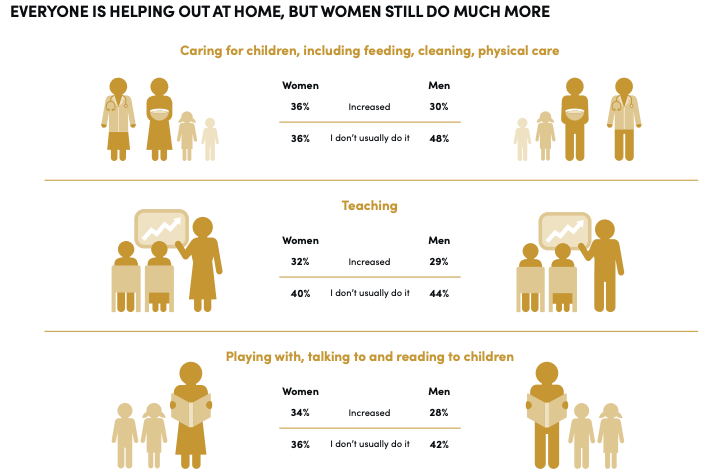 EVERYONE IS HELPING OUT AT HOME, BUT WOMEN STILL DO MUCH MORE
Caring for children, including feeding, cleaning, physical care
Women Men
36% Increased 30%
36% I don't usually do it 48%
Teaching
Women Men
32% Increased 29%
40% I don't usually do it 44%
Playing with, talking to and reading to children
Women Men
34% Increased 28%
36% I don't usually do it 42%